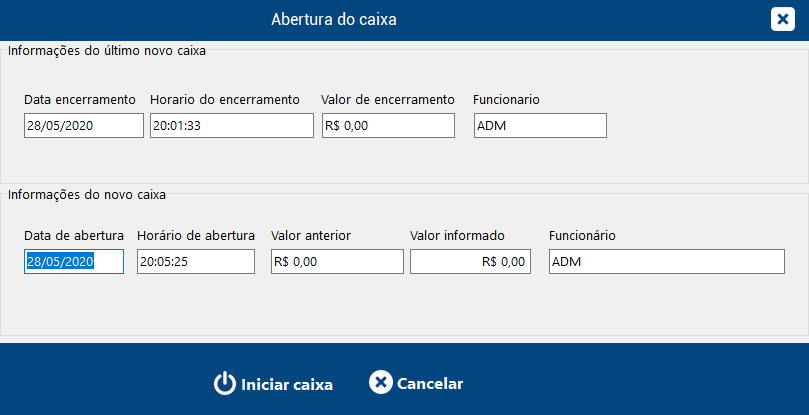 Abertura do caixa
Informações do último novo caixa
Data encerramento Horario do encerramento Valor de encerramento Funcionario
28/05/2020 20:01:33 R$ 0,00 ADM
Informações do novo caixa
Data de abertura Horário de abertura Valor anterior Valor informado Funcionário
28/05/2020 20:05:25 R$ 0,00 R$ 0,00 ADM
Iniciar caixa Cancelar